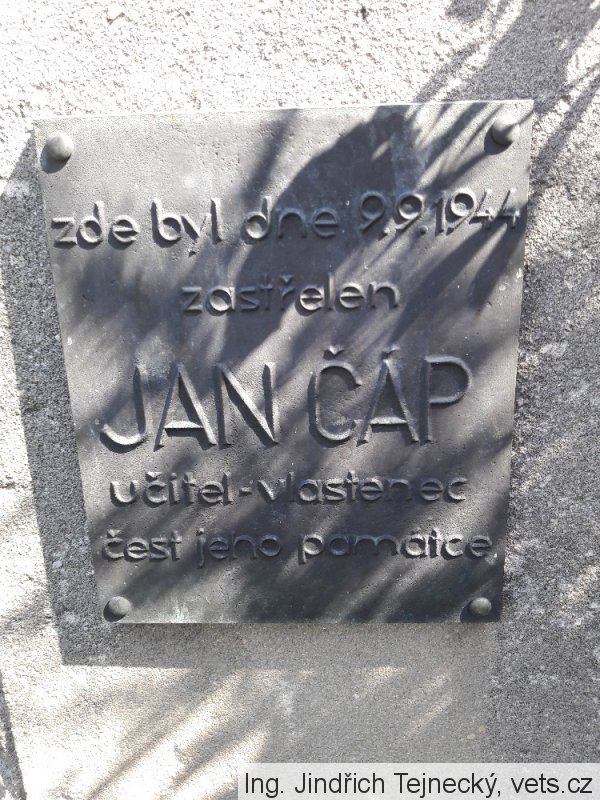 zde byl dne 9.9.1944
zastřelen
JAN ČÁP
učitel-vlastenec
čest jeho památce
Ing. Jindřich Tejnecký, vets.cz